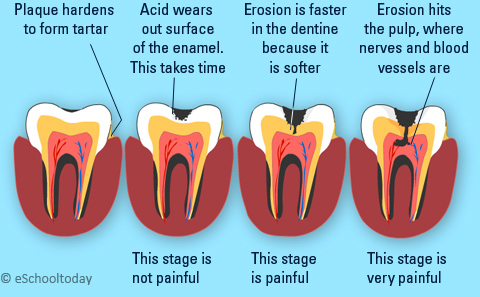 Plaque hardens
to form tartar
Acid wears
out surface
of the enamel.
This takes time
Erosion is faster
in the dentine
because it
is softer
Erosion hits
the pulp, where
nerves and blood
vessels are
This stage is
not painful
This stage
is painful
This stage is
very painful
© eSchooltoday